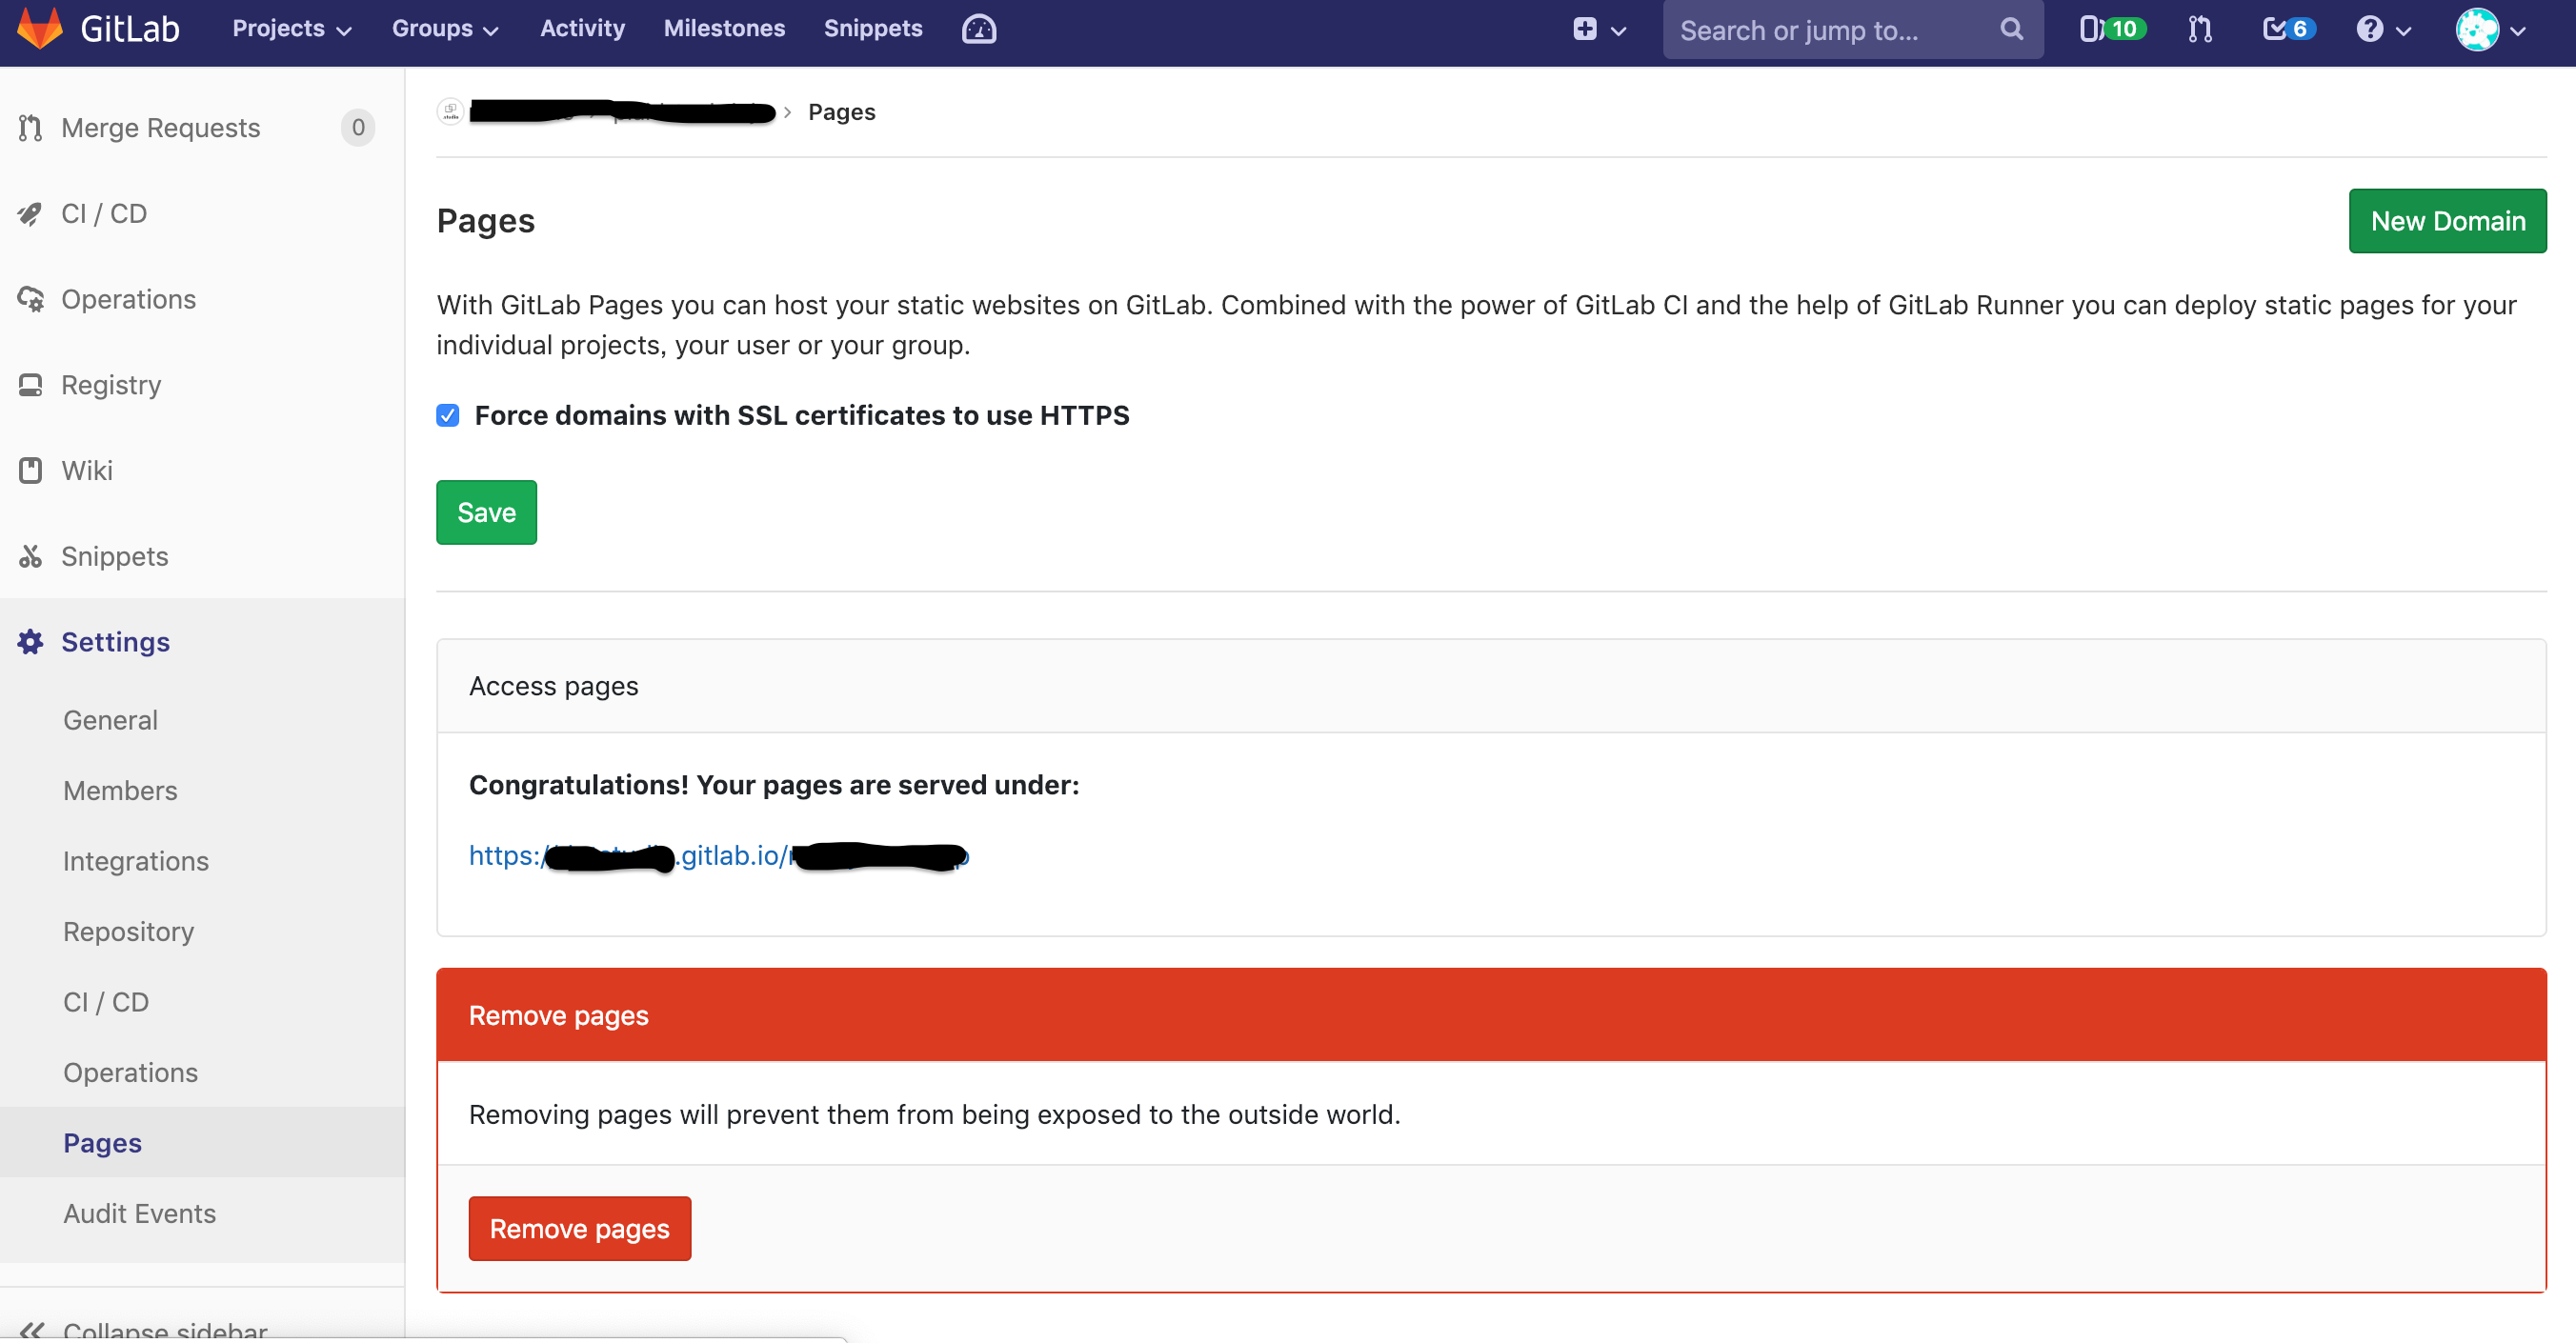 GitLab Projects Groups Activity Milestones Snippets Search or jump to... 10 6
Merge Requests 0
CI / CD
Operations
Registry
Wiki
Snippets
Settings
General
Members
Integrations
Repository
CI / CD
Operations
Pages
Audit Events
Collapse sidebar
› Pages
Pages
New Domain
With GitLab Pages you can host your static websites on GitLab. Combined with the power of GitLab CI and the help of GitLab Runner you can deploy static pages for your
individual projects, your user or your group.
Force domains with SSL certificates to use HTTPS
Save
Access pages
Congratulations! Your pages are served under:
https:/ .gitlab.io/
Remove pages
Removing pages will prevent them from being exposed to the outside world.
Remove pages